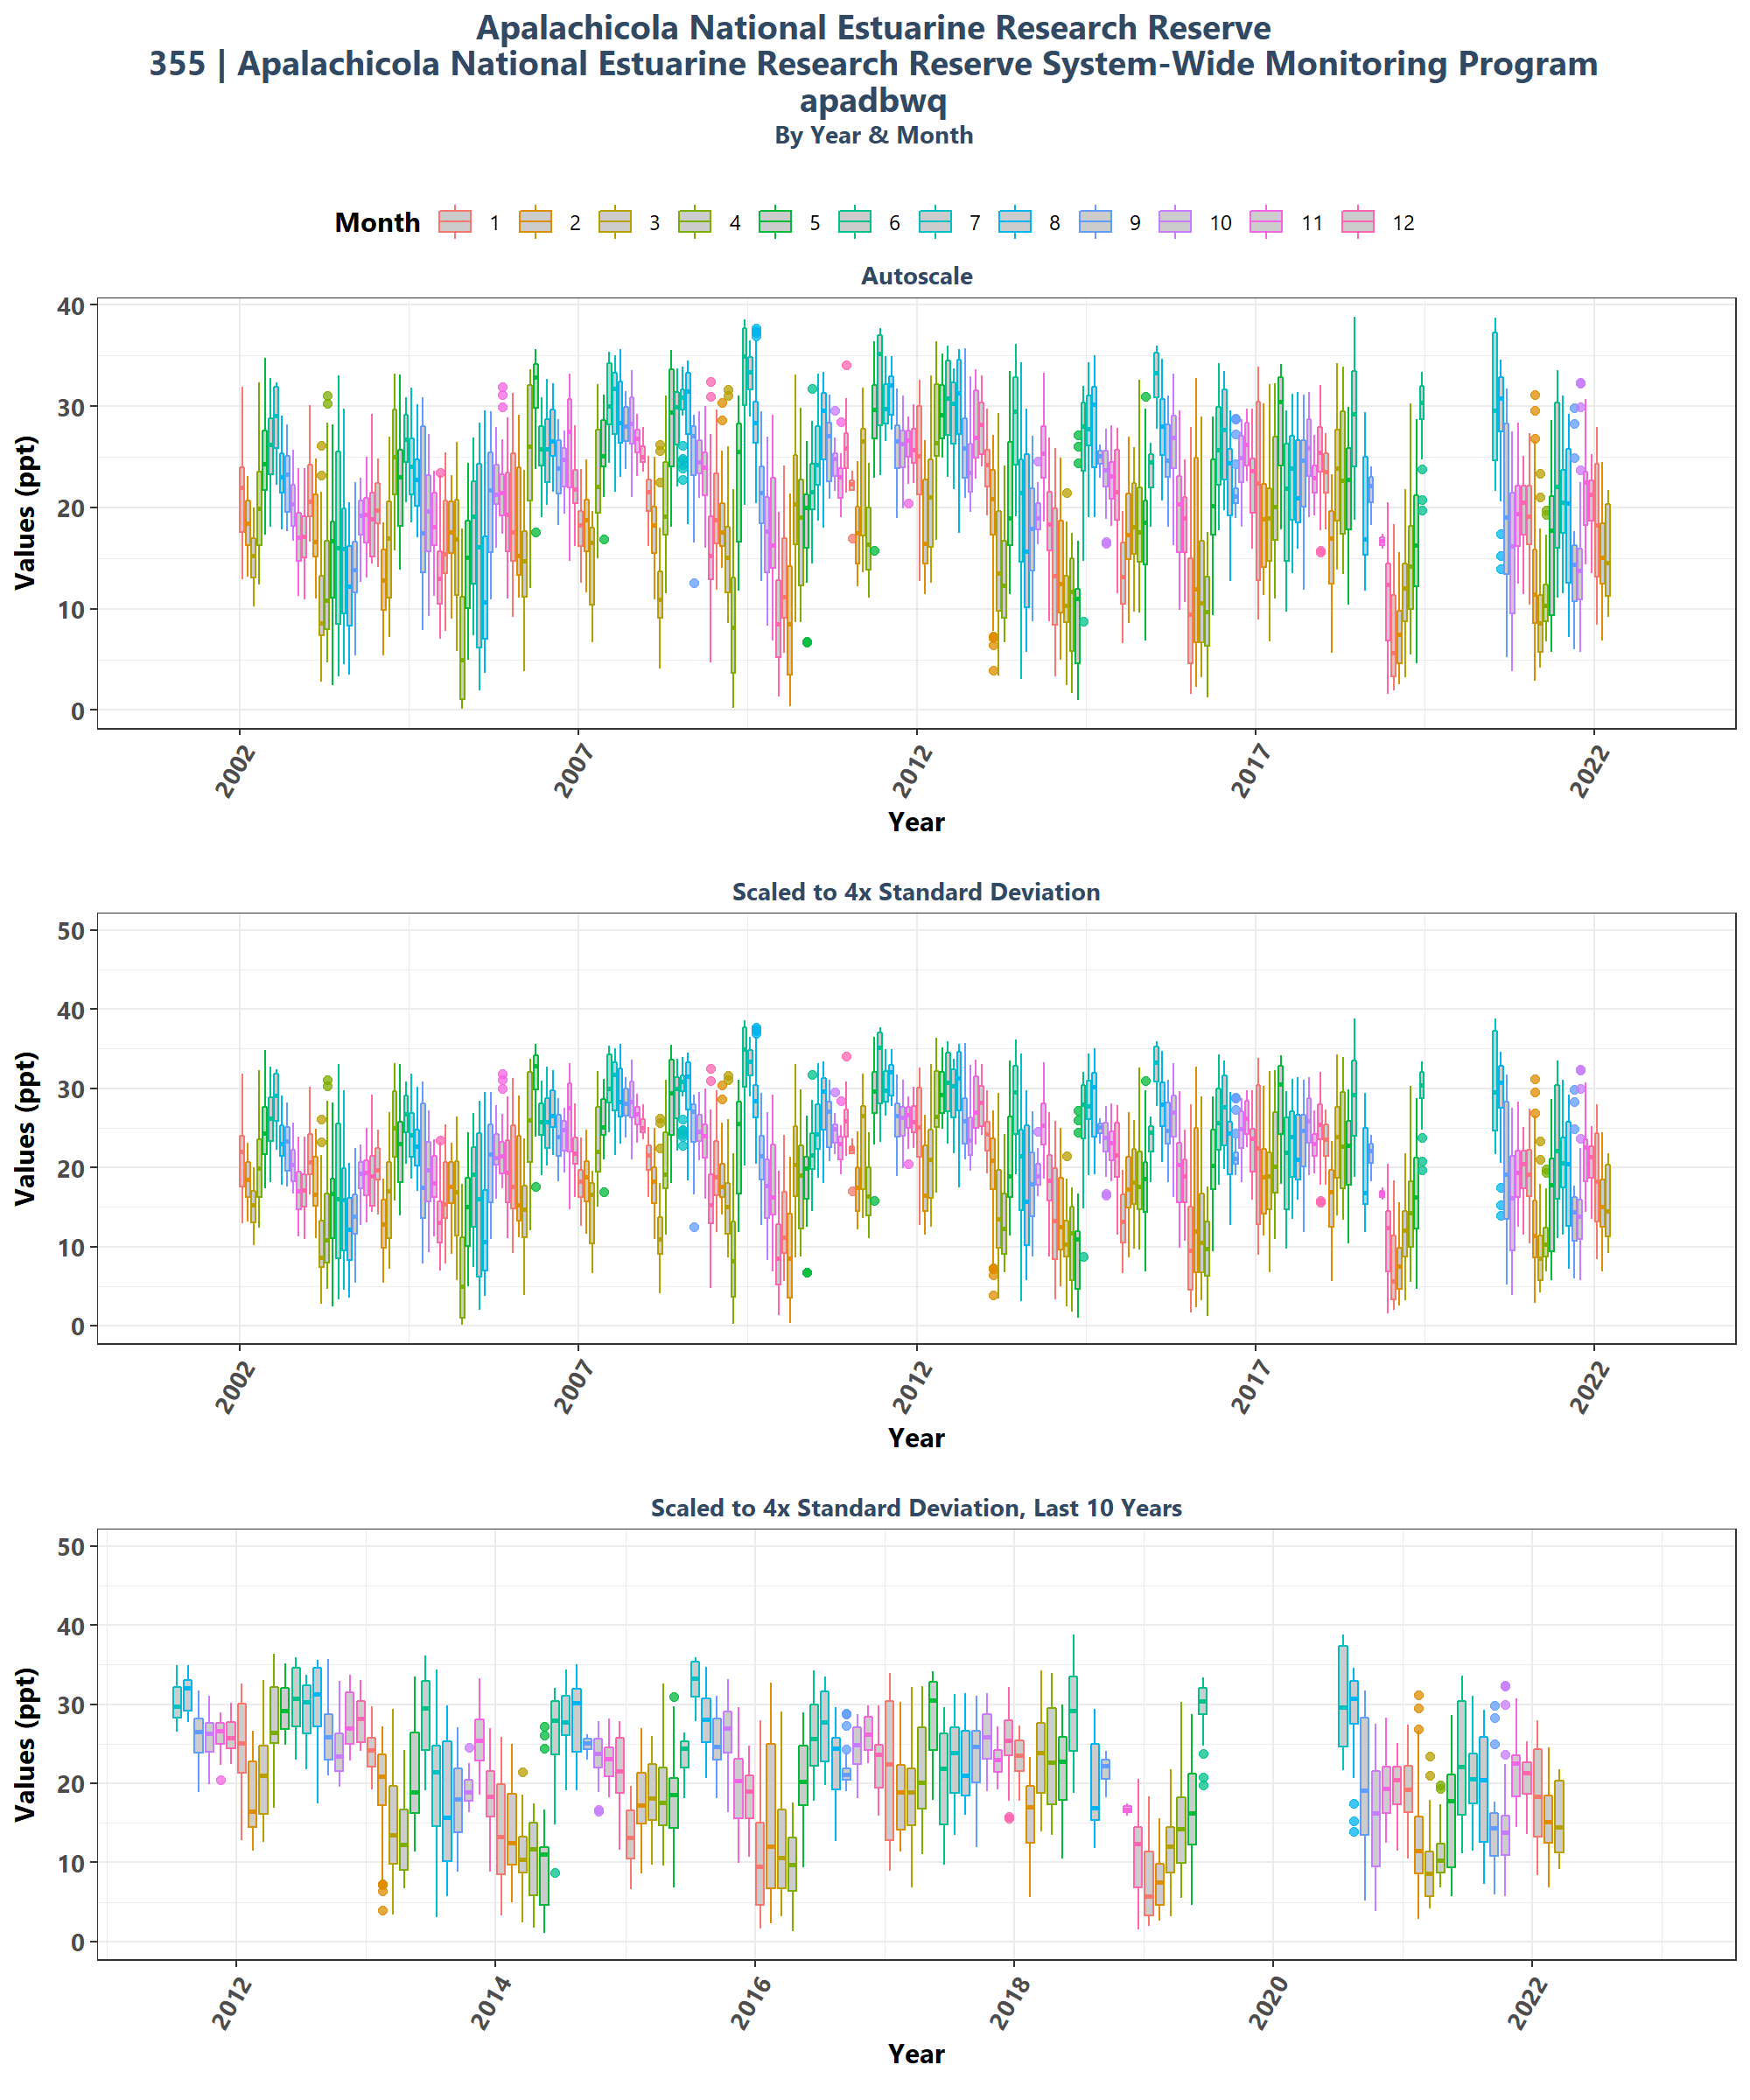 Apalachicola National Estuarine Research Reserve
355 | Apalachicola National Estuarine Research Reserve System-Wide Monitoring Program
apadbwq
By Year & Month
Month 1 2 3 4 5 6 7 8 9 10 11 12
Autoscale
Values (ppt)
40
30
20
10
0
2002 2007 2012 2017 2022
Year
Scaled to 4x Standard Deviation
Values (ppt)
50
40
30
20
10
0
2002 2007 2012 2017 2022
Year
Scaled to 4x Standard Deviation, Last 10 Years
Values (ppt)
50
40
30
20
10
0
2012 2014 2016 2018 2020 2022
Year